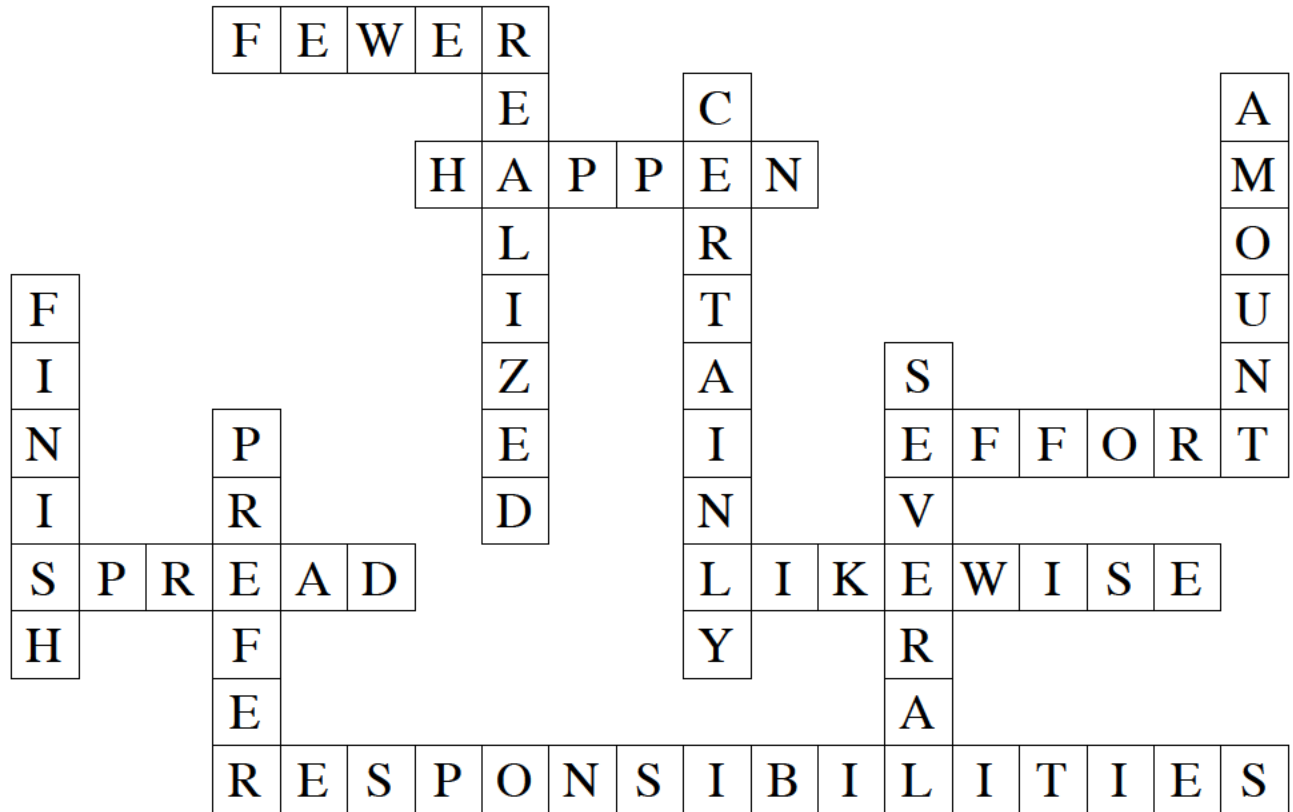 FEWER
REALIZED
CERTAINLY
AMOUNT
HAPPEN
FINISH
SEVERAL
PREFER
EFFORT
SPREAD
LIKEWISE
RESPONSIBILITIES